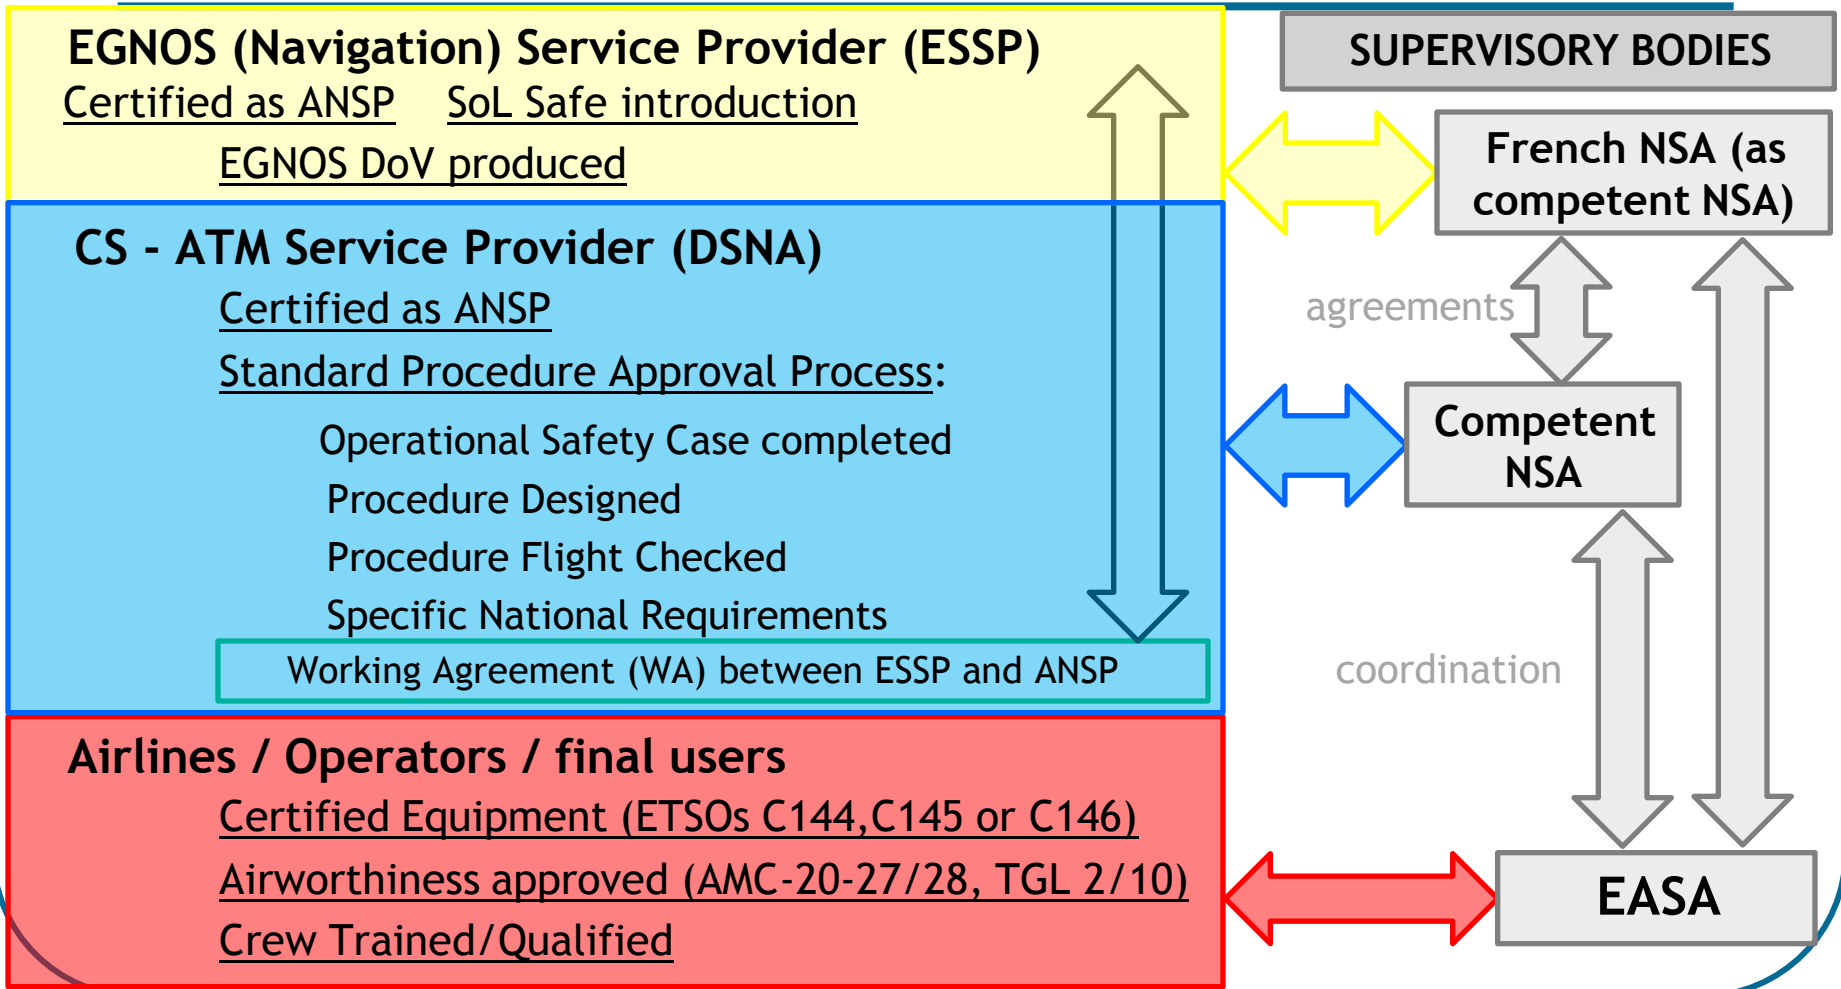 EGNOS (Navigation) Service Provider (ESSP)
Certified as ANSP SoL Safe introduction
EGNOS DoV produced
CS - ATM Service Provider (DSNA)
Certified as ANSP
Standard Procedure Approval Process:
Operational Safety Case completed
Procedure Designed
Procedure Flight Checked
Specific National Requirements
Working Agreement (WA) between ESSP and ANSP
Airlines / Operators / final users
Certified Equipment (ETSOs C144,C145 or C146)
Airworthiness approved (AMC-20-27/28, TGL 2/10)
Crew Trained/Qualified
SUPERVISORY BODIES
French NSA (as
competent NSA)
agreements
Competent
NSA
coordination
EASA